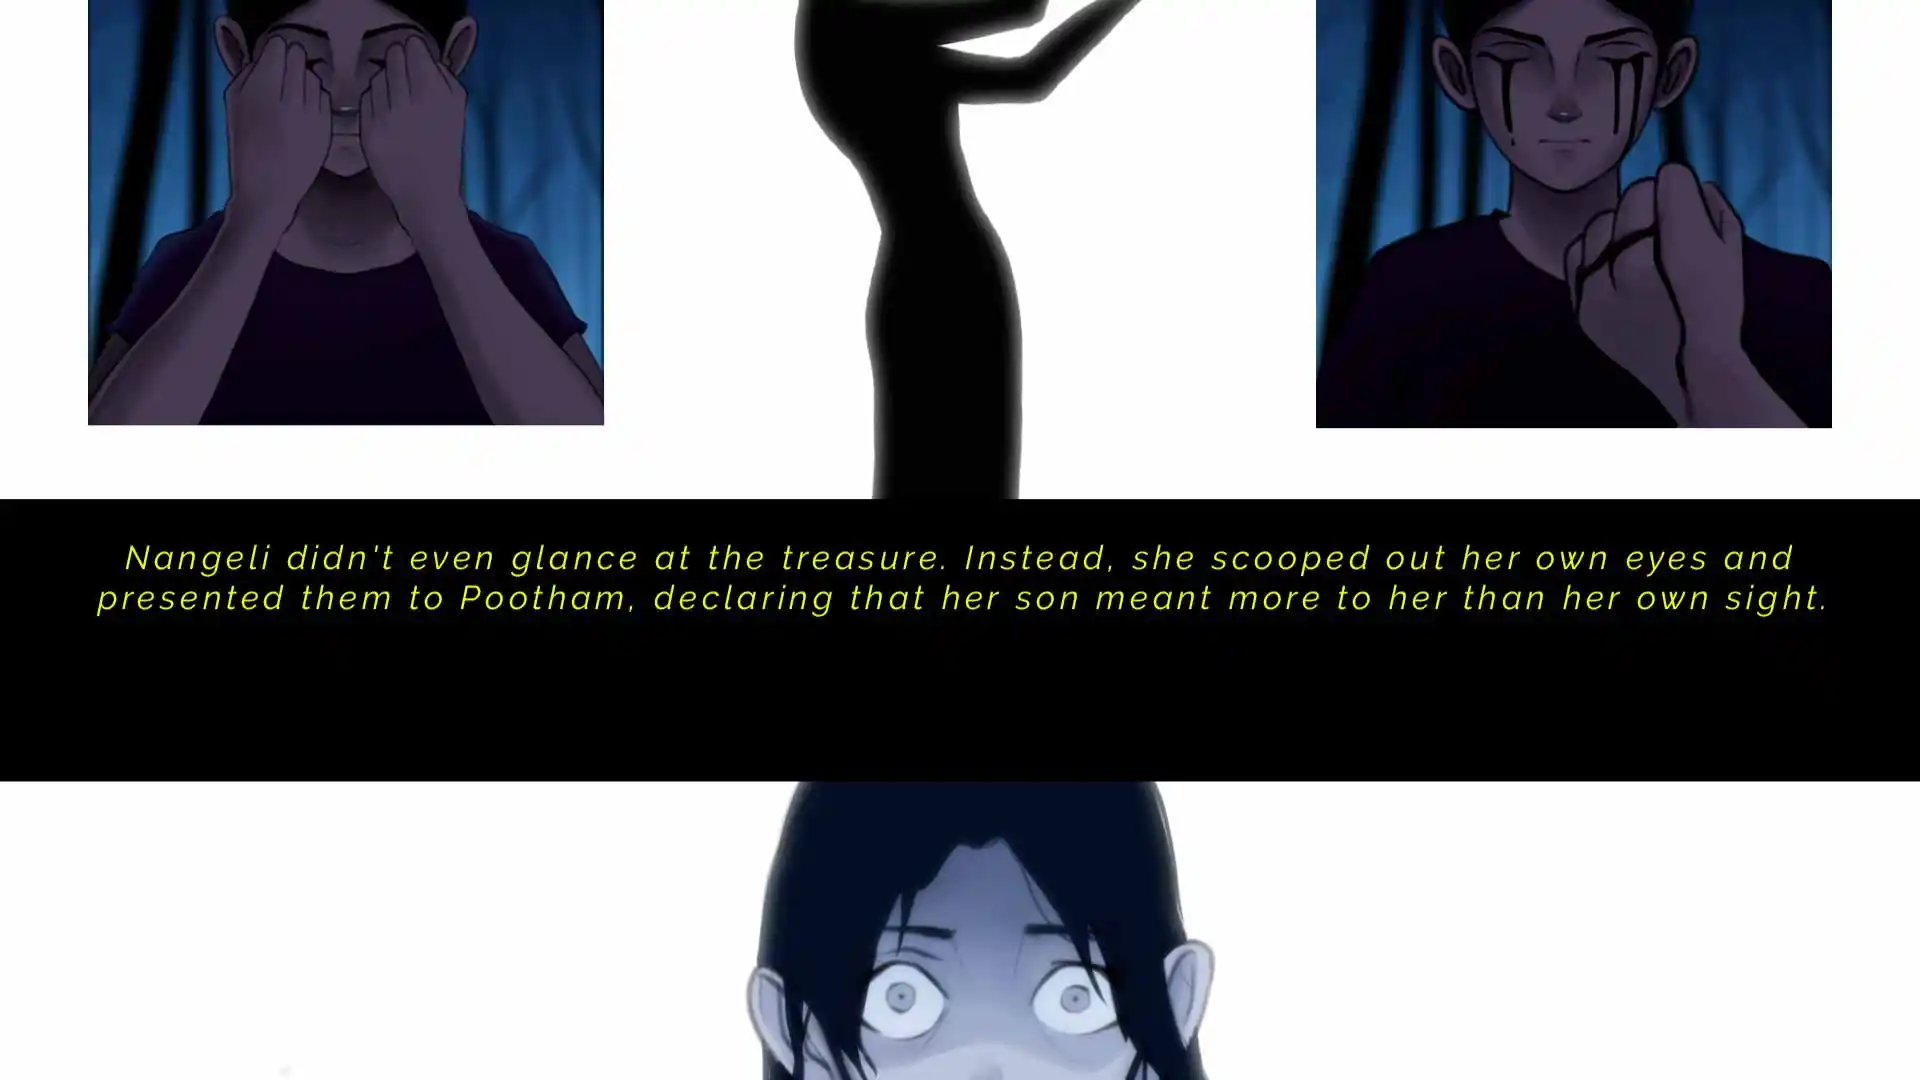 Nangeli didn't even glance at the treasure. Instead, she scooped out her own eyes and
presented them to Pootham, declaring that her son meant more to her than her own sight.